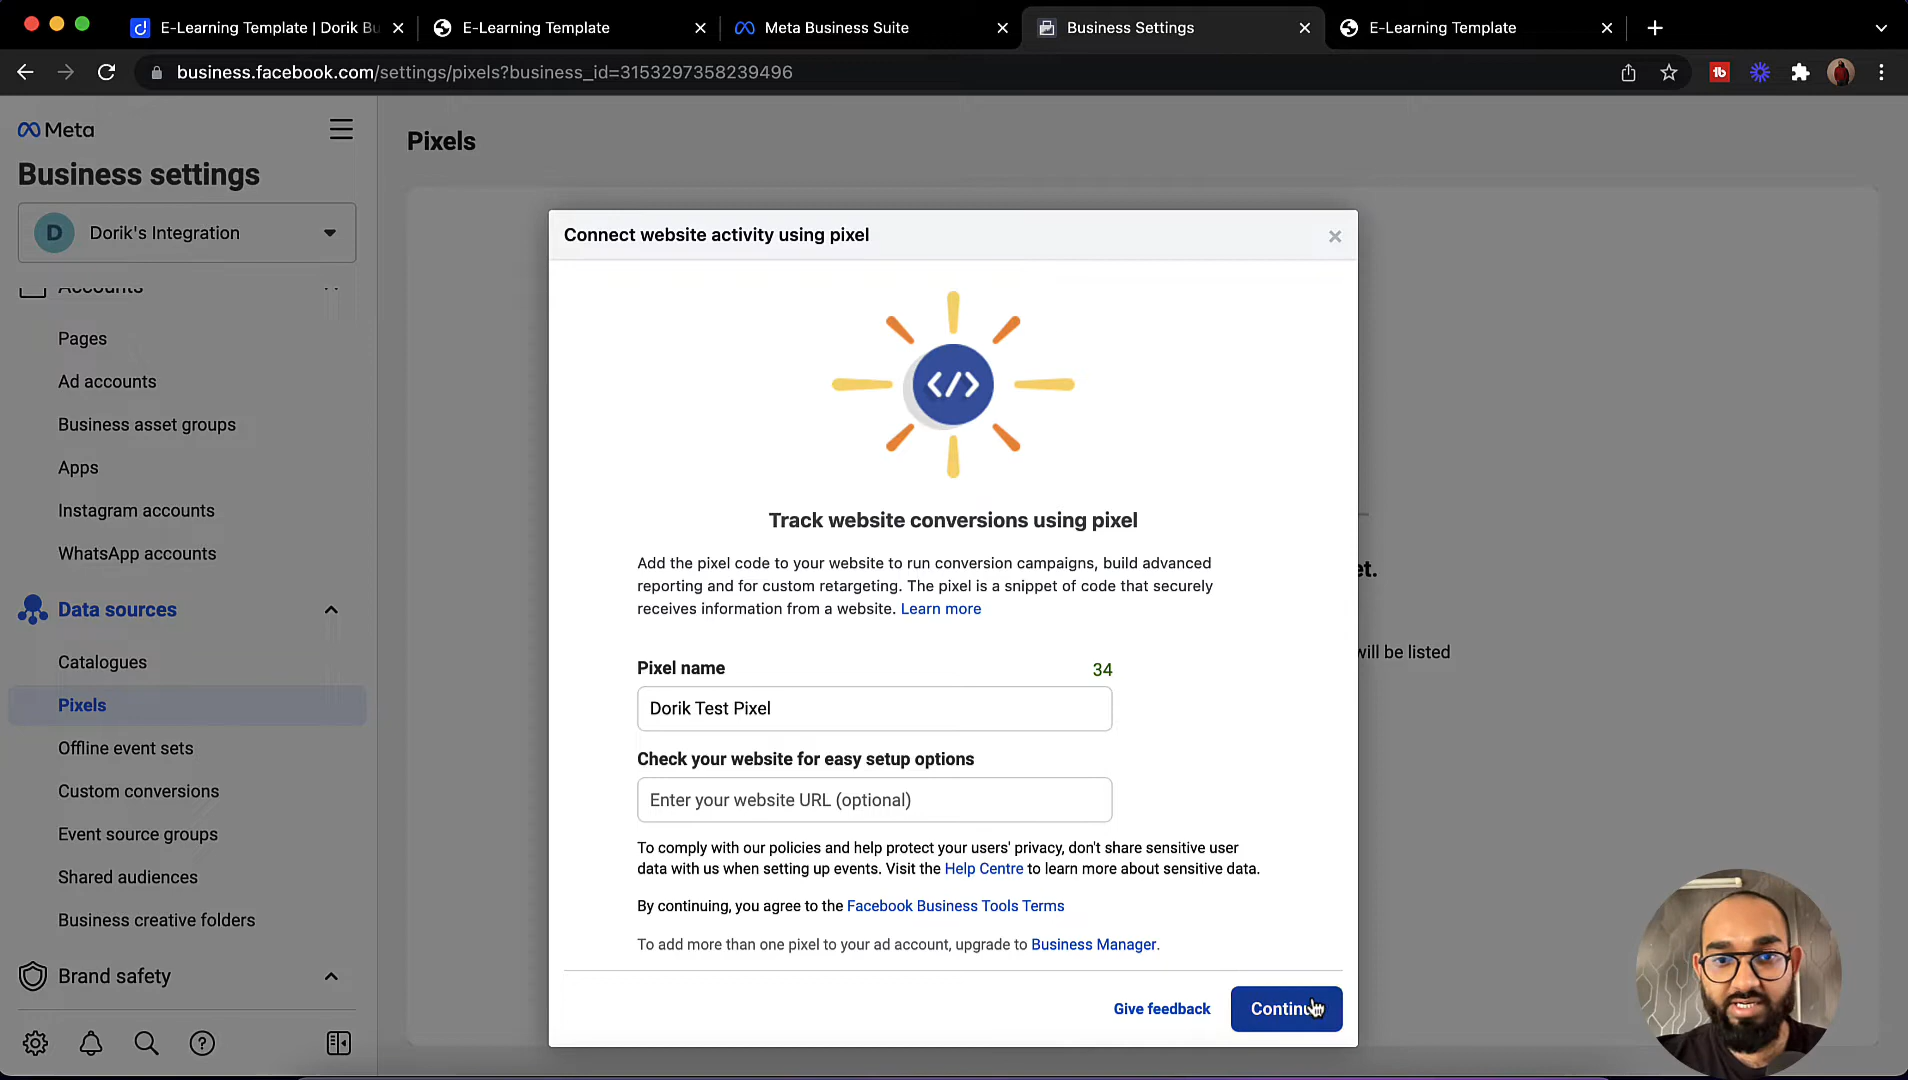 E-Learning Template | Dorik Bu
E-Learning Template
Meta Business Suite
Business Settings
E-Learning Template
business.facebook.com/settings/pixels?business_id=3153297358239496
Meta
Business settings
D
Dorik's Integration
Accounts
Pages
Ad accounts
Business asset groups
Apps
Instagram accounts
WhatsApp accounts
Data sources
Catalogues
Pixels
Offline event sets
Custom conversions
Event source groups
Shared audiences
Business creative folders
Brand safety
Pixels
et.
will be listed
Connect website activity using pixel
</>
Track website conversions using pixel
Add the pixel code to your website to run conversion campaigns, build advanced
reporting and for custom retargeting. The pixel is a snippet of code that securely
receives information from a website. Learn more
Pixel name
34
Dorik Test Pixel
Check your website for easy setup options
Enter your website URL (optional)
To comply with our policies and help protect your users' privacy, don't share sensitive user
data with us when setting up events. Visit the Help Centre to learn more about sensitive data.
By continuing, you agree to the Facebook Business Tools Terms
To add more than one pixel to your ad account, upgrade to Business Manager.
Give feedback
Continue